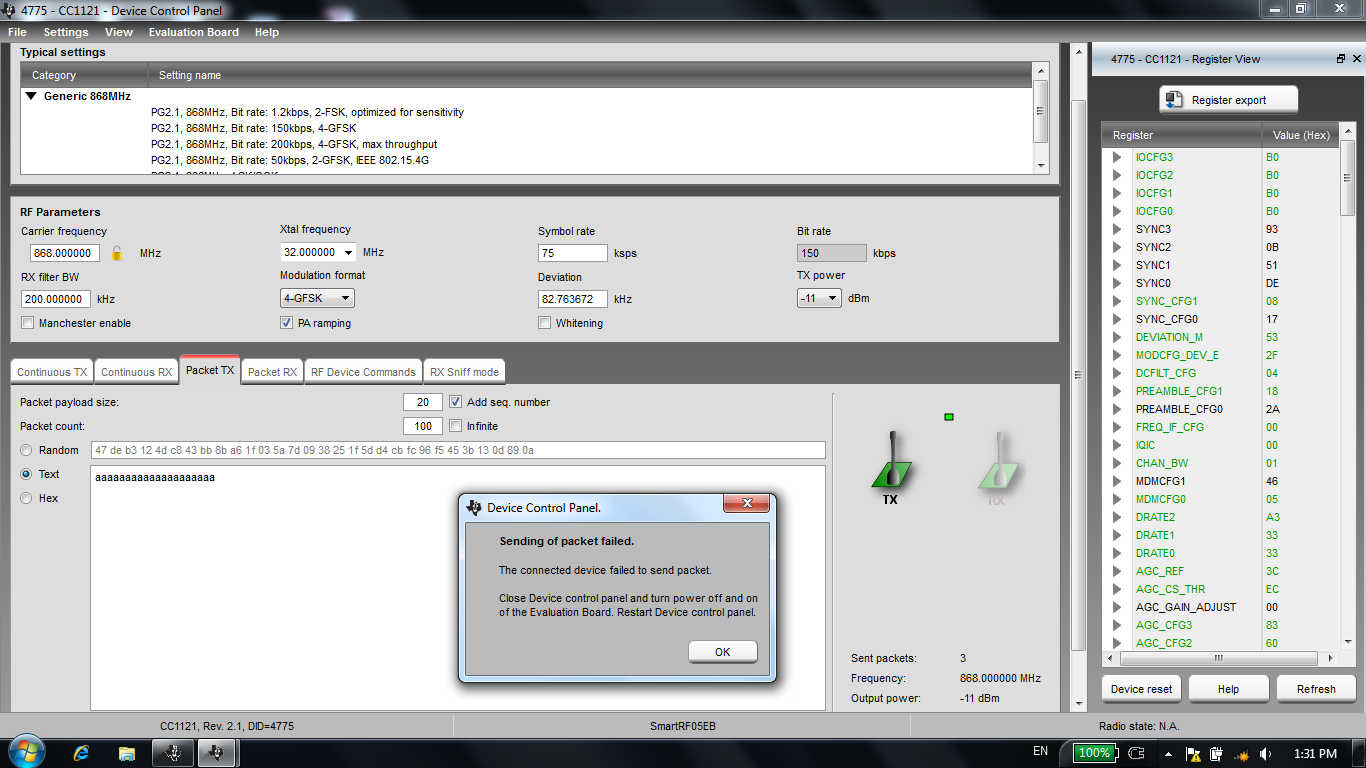 4775 - CC1121 - Device Control Panel
File Settings View Evaluation Board Help
Typical settings
Category Setting name
Generic 868MHz
PG2.1, 868MHz, Bit rate: 1.2kbps, 2-FSK, optimized for sensitivity
PG2.1, 868MHz, Bit rate: 150kbps, 4-GFSK
PG2.1, 868MHz, Bit rate: 200kbps, 4-GFSK, max throughput
PG2.1, 868MHz, Bit rate: 50kbps, 2-GFSK, IEEE 802.15.4G
RF Parameters
Carrier frequency Xtal frequency Symbol rate Bit rate
868.000000 MHz 32.000000 MHz 75 ksps 150 kbps
RX filter BW Modulation format Deviation TX power
200.000000 kHz 4-GFSK 82.763672 kHz -11 dBm
Manchester enable PA ramping Whitening
Continuous TX Continuous RX Packet TX Packet RX RF Device Commands RX Sniff mode
Packet payload size: 20 Add seq. number
Packet count: 100 Infinite
Random 47 de b3 12 4d c8 43 bb 8b a6 1f 03 5a 7d 09 38 25 1f 5d d4 cb fc 96 f5 45 3b 13 0d 89 0a
Text aaaaaaaaaaaaaaaaaaaa
Hex
TX RX
Device Control Panel.
Sending of packet failed.
The connected device failed to send packet.
Close Device control panel and turn power off and on
of the Evaluation Board. Restart Device control panel.
OK
Sent packets: 3
Frequency: 868.000000 MHz
Output power: -11 dBm
4775 - CC1121 - Register View
Register export
Register Value (Hex)
IOCFG3 B0
IOCFG2 B0
IOCFG1 B0
IOCFG0 B0
SYNC3 93
SYNC2 0B
SYNC1 51
SYNC0 DE
SYNC_CFG1 08
SYNC_CFG0 17
DEVIATION_M 53
MODCFG_DEV_E 2F
DCFILT_CFG 04
PREAMBLE_CFG1 18
PREAMBLE_CFG0 2A
FREQ_IF_CFG 00
IQIC 00
CHAN_BW 01
MDMCFG1 46
MDMCFG0 05
DRATE2 A3
DRATE1 33
DRATE0 33
AGC_REF 3C
AGC_CS_THR EC
AGC_GAIN_ADJUST 00
AGC_CFG3 83
AGC_CFG2 60
Device reset Help Refresh
CC1121, Rev. 2.1, DID=4775 SmartRF05EB Radio state: N.A.
EN 100% 1:31 PM